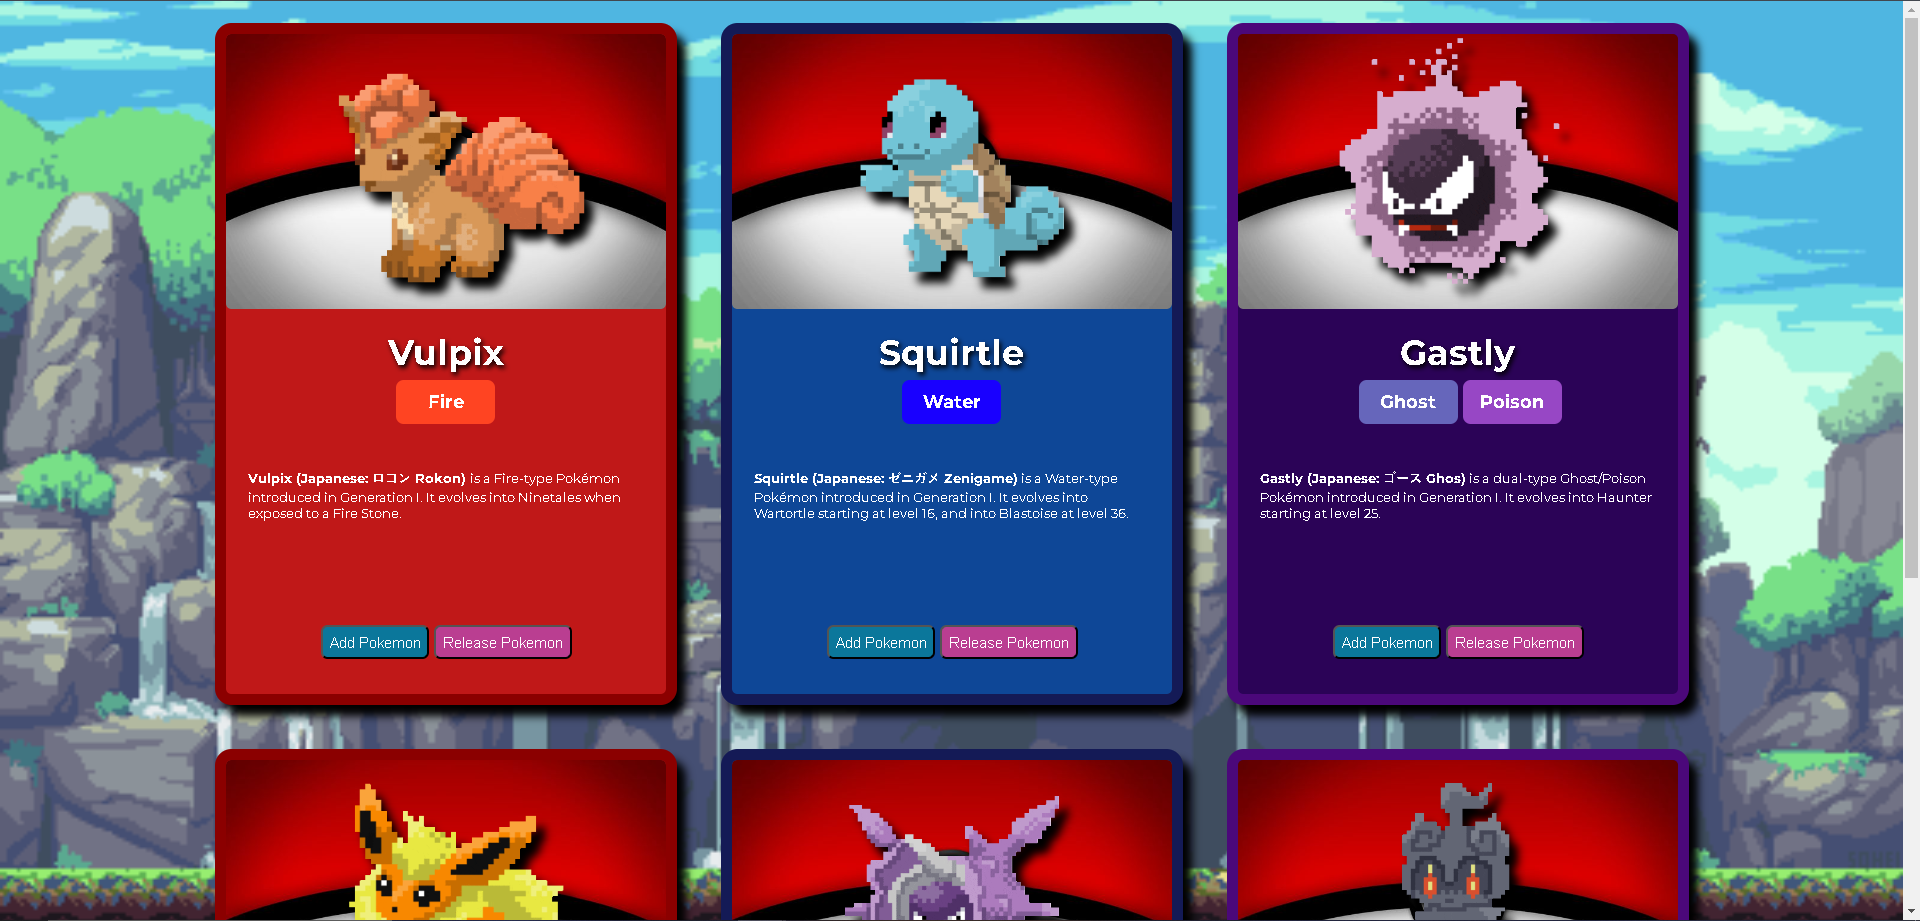 Vulpix
Fire
Vulpix (Japanese: ロコン Rokon) is a Fire-type Pokémon
introduced in Generation I. It evolves into Ninetales when
exposed to a Fire Stone.
Add Pokemon
Release Pokemon
Squirtle
Water
Squirtle (Japanese: ゼニガメ Zenigame) is a Water-type
Pokémon introduced in Generation I. It evolves into
Wartortle starting at level 16, and into Blastoise at level 36.
Add Pokemon
Release Pokemon
Gastly
Ghost
Poison
Gastly (Japanese: ゴース Ghos) is a dual-type Ghost/Poison
Pokémon introduced in Generation I. It evolves into Haunter
starting at level 25.
Add Pokemon
Release Pokemon